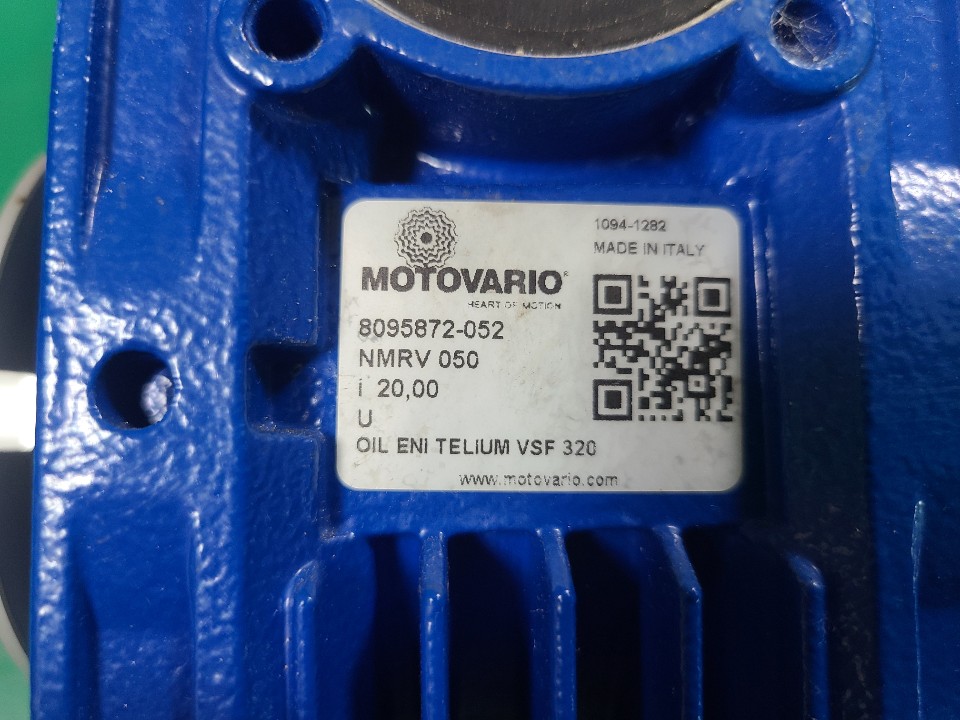 1094-1282
MADE IN ITALY
MOTOVARIO®
HEART OF MOTION
8095872-052
NMRV 050
i 20,00
U
OIL ENI TELIUM VSF 320
www.motovario.com